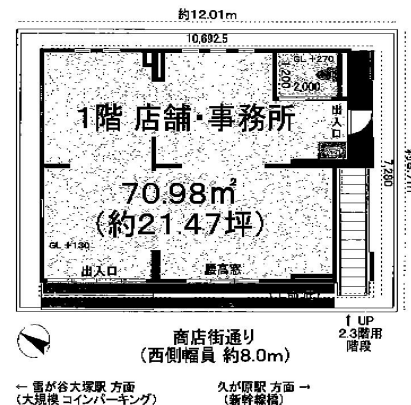 約12.01m
10,692.5
GL +270
1,200
2,000
出入口
1階 店舗・事務所
7,280
70.98㎡
(約21.47坪)
GL +130
出入口
腰高窓
↑ UP
2.3階用
階段
商店街通り
(西側幅員 約8.0m)
← 雪が谷大塚駅 方面
(大規模 コインパーキング)
久が原駅 方面 →
(新幹線橋)